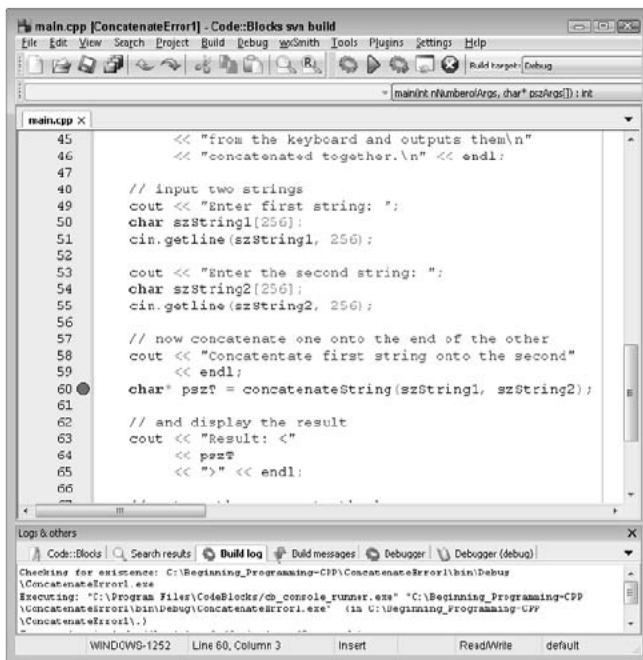 main.cpp [ConcatenateError1] - Code::Blocks svn build
File Edit View Search Project Build Debug wxSmith Tools Plugins Settings Help
Build target: Debug
main(int nNumberofArgs, char* pszArgs[]) : int
main.cpp ×
45 << "from the keyboard and outputs them\n"
46 << "concatenated together.\n" << endl;
47
48 // input two strings
49 cout << "Enter first string: ";
50 char szString1[256];
51 cin.getline(szString1, 256);
52
53 cout << "Enter the second string: ";
54 char szString2[256];
55 cin.getline(szString2, 256);
56
57 // now concatenate one onto the end of the other
58 cout << "Concatentate first string onto the second"
59 << endl;
60 char* pszT = concatenateString(szString1, szString2);
61
62 // and display the result
63 cout << "Result: <"
64 << pszT
65 << ">" << endl;
66
Logs & others
Code::Blocks Search results Build log Build messages Debugger Debugger (debug)
Checking for existence: C:\Beginning_Programming-CPP\ConcatenateError1\bin\Debug
\ConcatenateError1.exe
Executing: "C:\Program Files\CodeBlocks/cb_console_runner.exe" "C:\Beginning_Programming-CPP
\ConcatenateError1\bin\Debug\ConcatenateError1.exe" (in C:\Beginning_Programming-CPP
\ConcatenateError1\.)
WINDOWS-1252 Line 60, Column 3 Insert Read/Write default